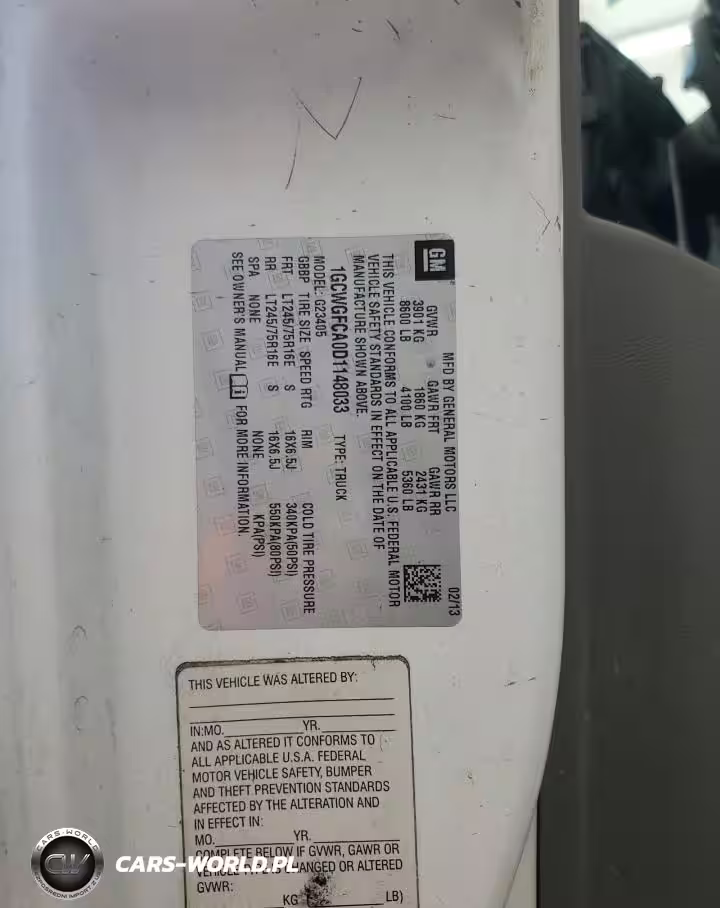 GM
MFD BY GENERAL MOTORS LLC 02/13
GVWR GAWR FRT GAWR RR
3901 KG 1860 KG 2431 KG
8600 LB 4100 LB 5360 LB
THIS VEHICLE CONFORMS TO ALL APPLICABLE U.S. FEDERAL MOTOR
VEHICLE SAFETY STANDARDS IN EFFECT ON THE DATE OF
MANUFACTURE SHOWN ABOVE.
1GCWGFCA0D1148033 TYPE: TRUCK
MODEL: G23405
GBBP TIRE SIZE SPEED RTG RIM COLD TIRE PRESSURE
FRT LT245/75R16E S 16X6.5J 340KPA(50PSI)
RR LT245/75R16E S 16X6.5J 550KPA(80PSI)
SPA NONE NONE KPA(PSI)
SEE OWNER'S MANUAL i FOR MORE INFORMATION.
THIS VEHICLE WAS ALTERED BY:
IN:MO. YR.
AND AS ALTERED IT CONFORMS TO
ALL APPLICABLE U.S.A. FEDERAL
MOTOR VEHICLE SAFETY, BUMPER
AND THEFT PREVENTION STANDARDS
AFFECTED BY THE ALTERATION AND
IN EFFECT IN:
MO. YR.
COMPLETE BELOW IF GVWR, GAWR OR
CHANGED OR ALTERED
GVWR:
KG LB)
CARS-WORLD
CW
CARS-WORLD.PL